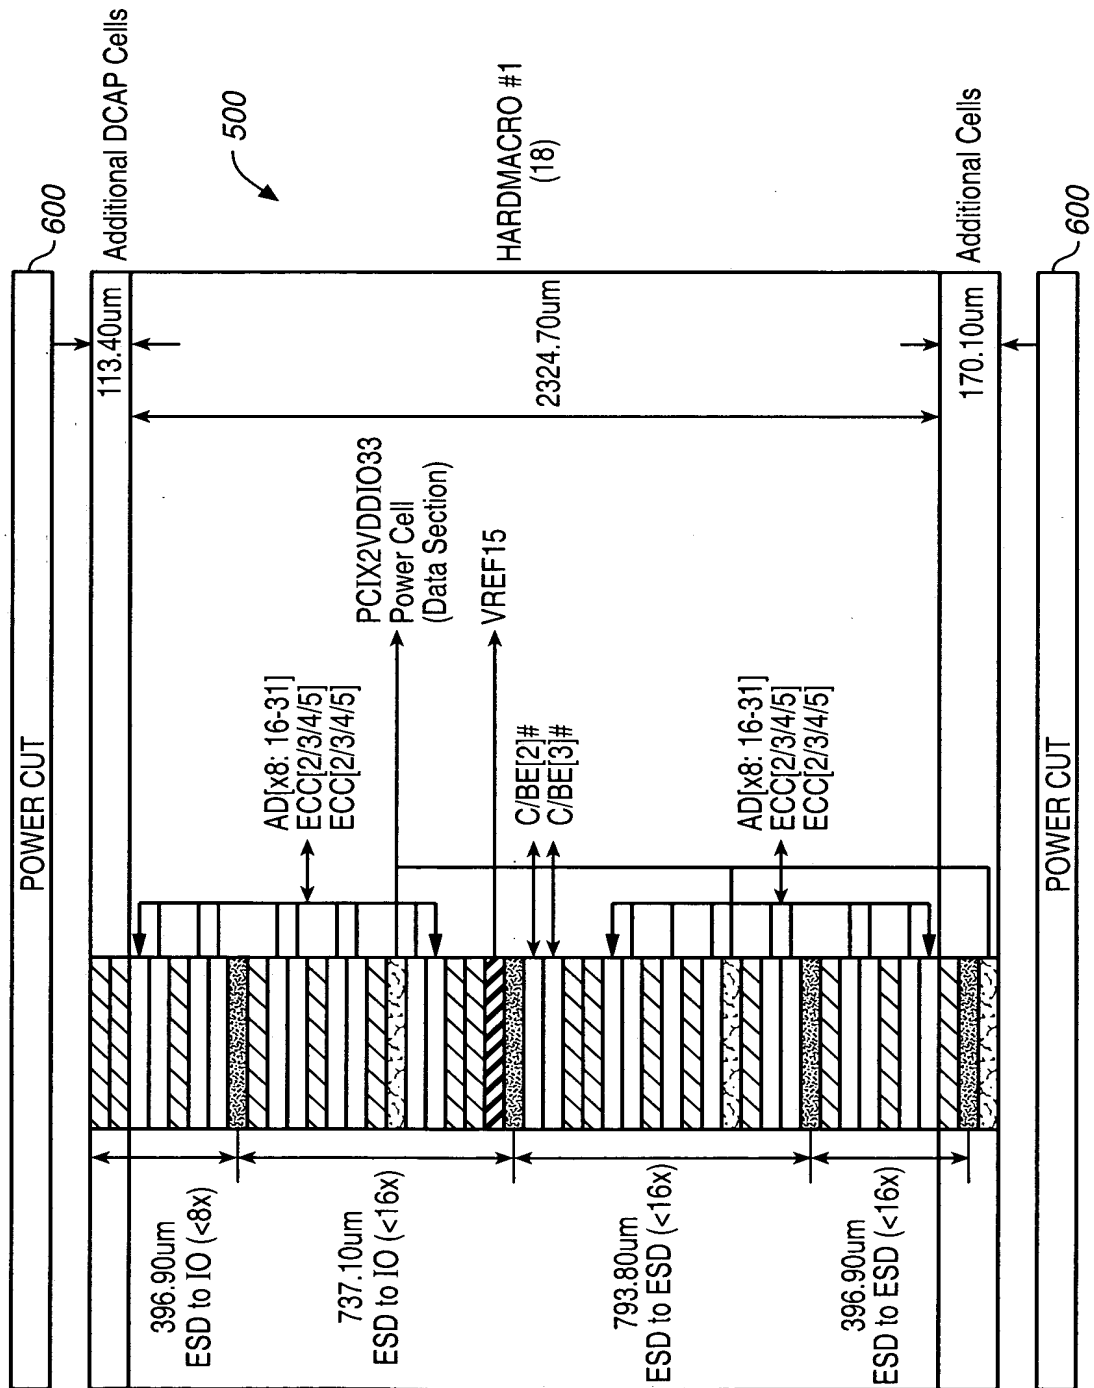 POWER CUT
600
Additional DCAP Cells
113.40um
500
HARDMACRO #1
(18)
2324.70um
Additional Cells
170.10um
600
POWER CUT
PCIX2VDDIO33
Power Cell
(Data Section)
VREF15
AD[x8: 16-31]
ECC[2/3/4/5]
ECC[2/3/4/5]
C/BE[2]#
C/BE[3]#
AD[x8: 16-31]
ECC[2/3/4/5]
ECC[2/3/4/5]
396.90um
ESD to IO (<8x)
737.10um
ESD to IO (<16x)
793.80um
ESD to ESD (<16x)
396.90um
ESD to ESD (<16x)